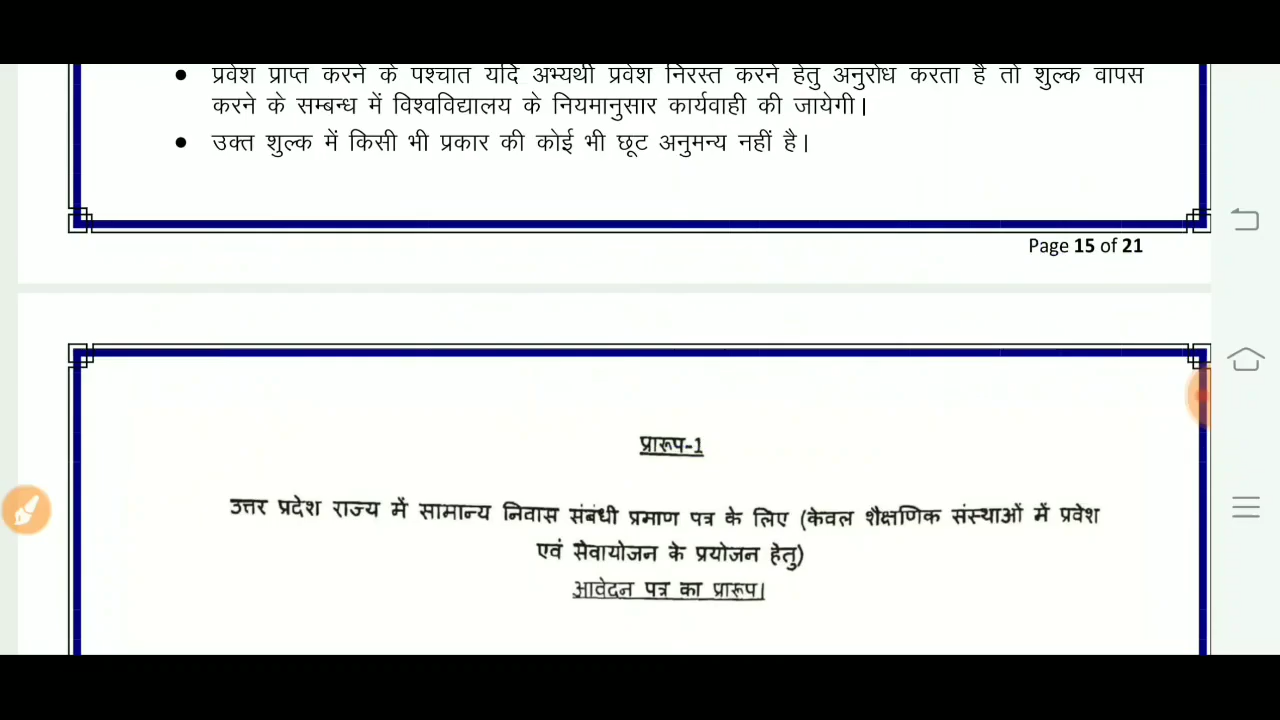 प्रवेश प्राप्त करने के पश्चात यदि अभ्यर्थी प्रवेश निरस्त करने हेतु अनुरोध करता है तो शुल्क वापस
करने के सम्बन्ध में विश्वविद्यालय के नियमानुसार कार्यवाही की जायेगी।
उक्त शुल्क में किसी भी प्रकार की कोई भी छूट अनुमन्य नहीं है।
Page 15 of 21
प्रारूप-1
उत्तर प्रदेश राज्य में सामान्य निवास संबंधी प्रमाण पत्र के लिए (केवल शैक्षणिक संस्थाओं में प्रवेश
एवं सेवायोजन के प्रयोजन हेतु)
आवेदन पत्र का प्रारूप।